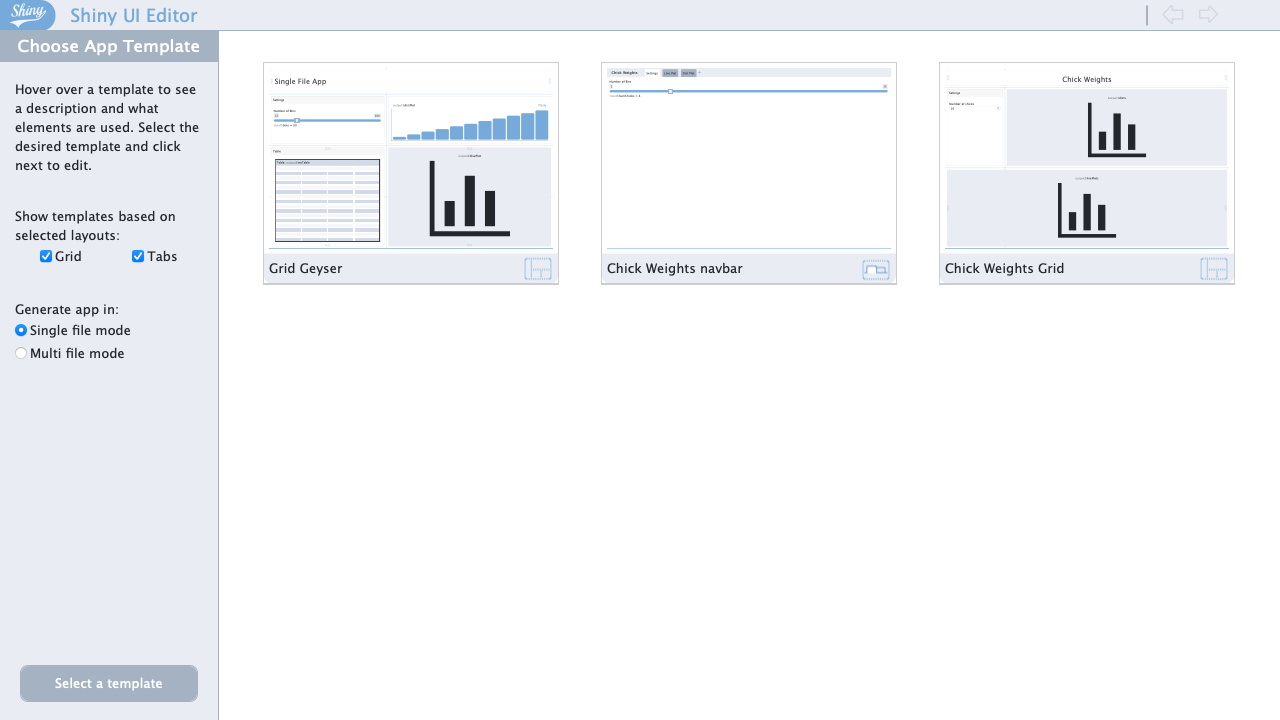 Shiny
Shiny UI Editor
Choose App Template
Hover over a template to see
a description and what
elements are used. Select the
desired template and click
next to edit.
Show templates based on
selected layouts:
Grid
Tabs
Generate app in:
Single file mode
Multi file mode
Select a template
Single File App
Settings
Number of Bins
Table
Grid Geyser
Chick Weights
Settings
Number of Bins
Chick Weights navbar
Chick Weights
Settings
Number of chicks
Chick Weights Grid